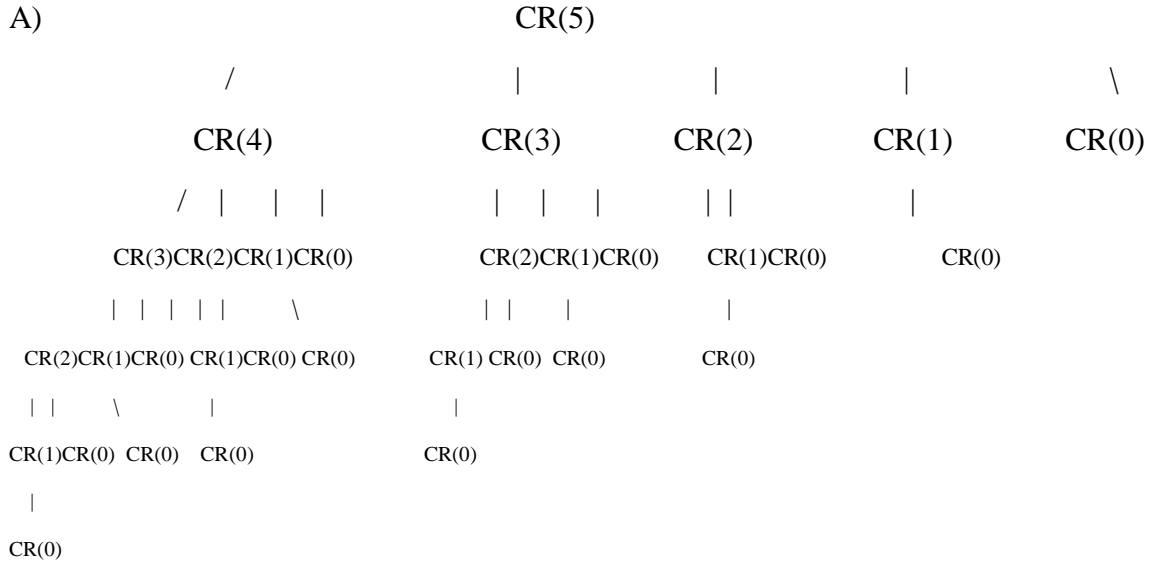 A) CR(5)
/ | | | \
CR(4) CR(3) CR(2) CR(1) CR(0)
/ | | | | | | | | |
CR(3)CR(2)CR(1)CR(0) CR(2)CR(1)CR(0) CR(1)CR(0) CR(0)
| | | | | \ | | | |
CR(2)CR(1)CR(0) CR(1)CR(0) CR(0) CR(1) CR(0) CR(0) CR(0)
| | \ | |
CR(1)CR(0) CR(0) CR(0) CR(0)
|
CR(0)